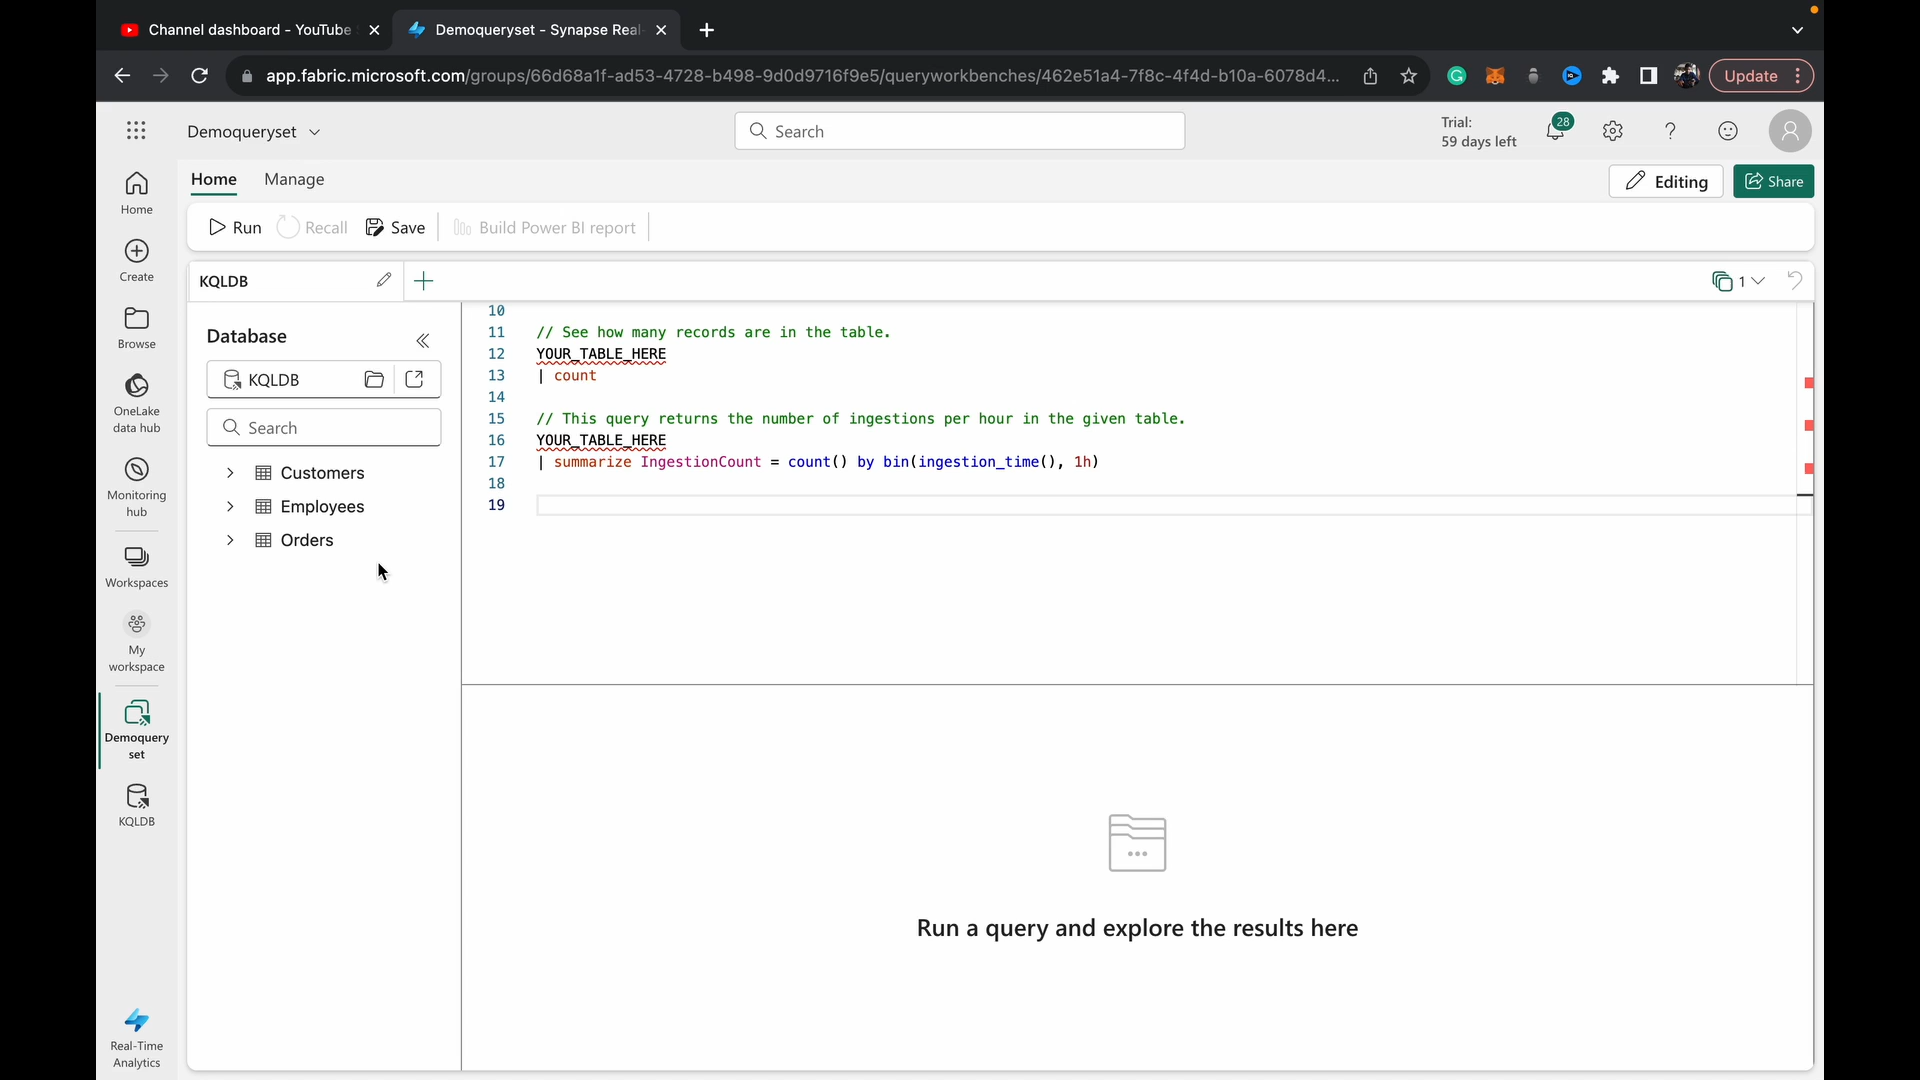 Channel dashboard - YouTube
Demoqueryset - Synapse Real-
app.fabric.microsoft.com/groups/66d68a1f-ad53-4728-b498-9d0d9716f9e5/queryworkbenches/462e51a4-7f8c-4f4d-b10a-6078d4...
Update
Demoqueryset
Search
Trial:
59 days left
28
Home
Manage
Editing
Share
Run
Recall
Save
Build Power BI report
Home
Create
Browse
OneLake
data hub
Monitoring
hub
Workspaces
My
workspace
Demoquery
set
KQLDB
Real-Time
Analytics
KQLDB
1
Database
KQLDB
Search
Customers
Employees
Orders
10
11 // See how many records are in the table.
12 YOUR_TABLE_HERE
13 | count
14
15 // This query returns the number of ingestions per hour in the given table.
16 YOUR_TABLE_HERE
17 | summarize IngestionCount = count() by bin(ingestion_time(), 1h)
18
19
Run a query and explore the results here